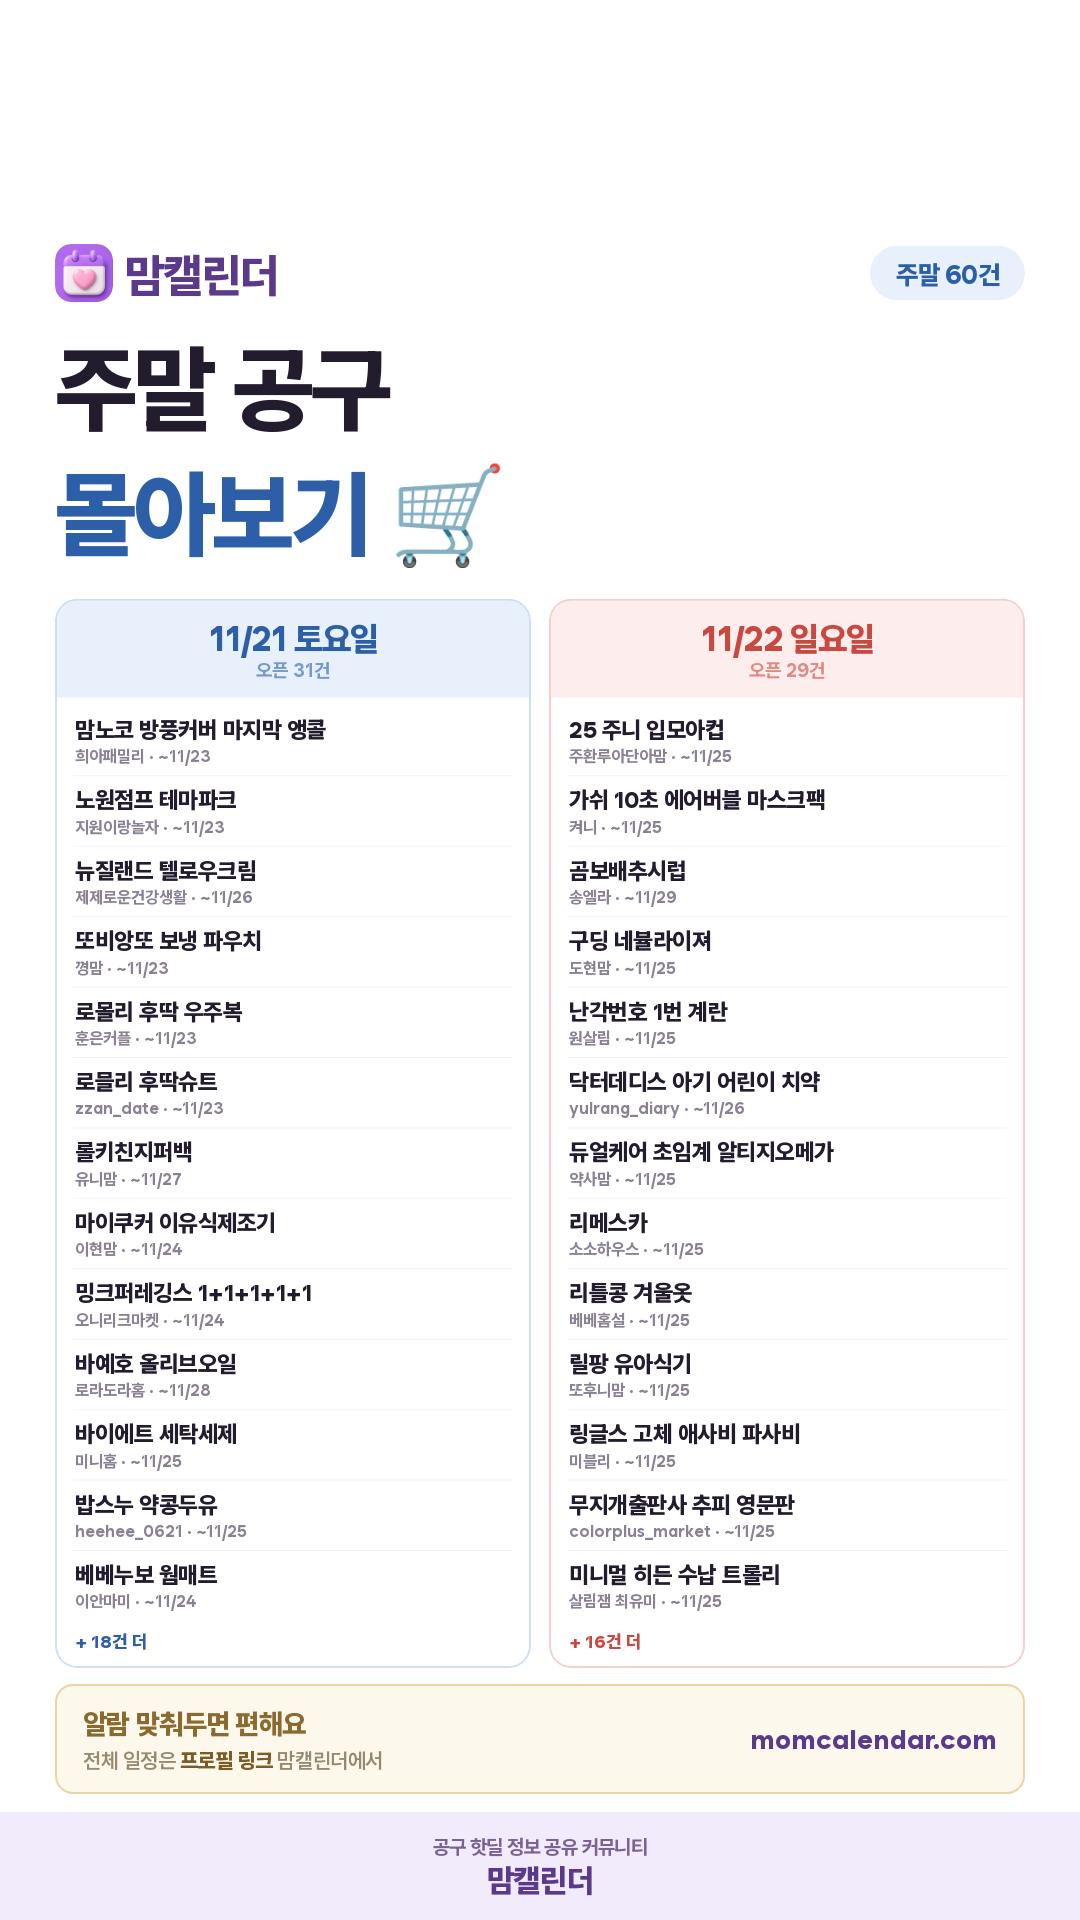 맘캘린더
주말 60건
주말 공구
몰아보기
11/21 토요일
오픈 31건
맘노코 방풍커버 마지막 앵콜
희아패밀리 · ~11/23
노원점프 테마파크
지원이랑놀자 · ~11/23
뉴질랜드 텔로우크림
제제로운건강생활 · ~11/26
또비앙또 보냉 파우치
꼉맘 · ~11/23
로몰리 후딱 우주복
훈은커플 · ~11/23
로믈리 후딱슈트
zzan_date · ~11/23
롤키친지퍼백
유니맘 · ~11/27
마이쿠커 이유식제조기
이현맘 · ~11/24
밍크퍼레깅스 1+1+1+1+1
오니리크마켓 · ~11/24
바예호 올리브오일
로라도라홈 · ~11/28
바이에트 세탁세제
미니홈 · ~11/25
밥스누 약콩두유
heehee_0621 · ~11/25
베베누보 웜매트
이안마미 · ~11/24
+ 18건 더
11/22 일요일
오픈 29건
25 주니 입모아컵
주환루아단아맘 · ~11/25
가쉬 10초 에어버블 마스크팩
켜니 · ~11/25
곰보배추시럽
송엘라 · ~11/29
구딩 네뷸라이져
도현맘 · ~11/25
난각번호 1번 계란
원살림 · ~11/25
닥터데디스 아기 어린이 치약
yulrang_diary · ~11/26
듀얼케어 초임계 알티지오메가
약사맘 · ~11/25
리메스카
소소하우스 · ~11/25
리틀콩 겨울옷
베베홈설 · ~11/25
릴팡 유아식기
또후니맘 · ~11/25
링글스 고체 애사비 파사비
미블리 · ~11/25
무지개출판사 추피 영문판
colorplus_market · ~11/25
미니멀 히든 수납 트롤리
살림잼 최유미 · ~11/25
+ 16건 더
알람 맞춰두면 편해요
전체 일정은 프로필 링크 맘캘린더에서
momcalendar.com
공구 핫딜 정보 공유 커뮤니티
맘캘린더